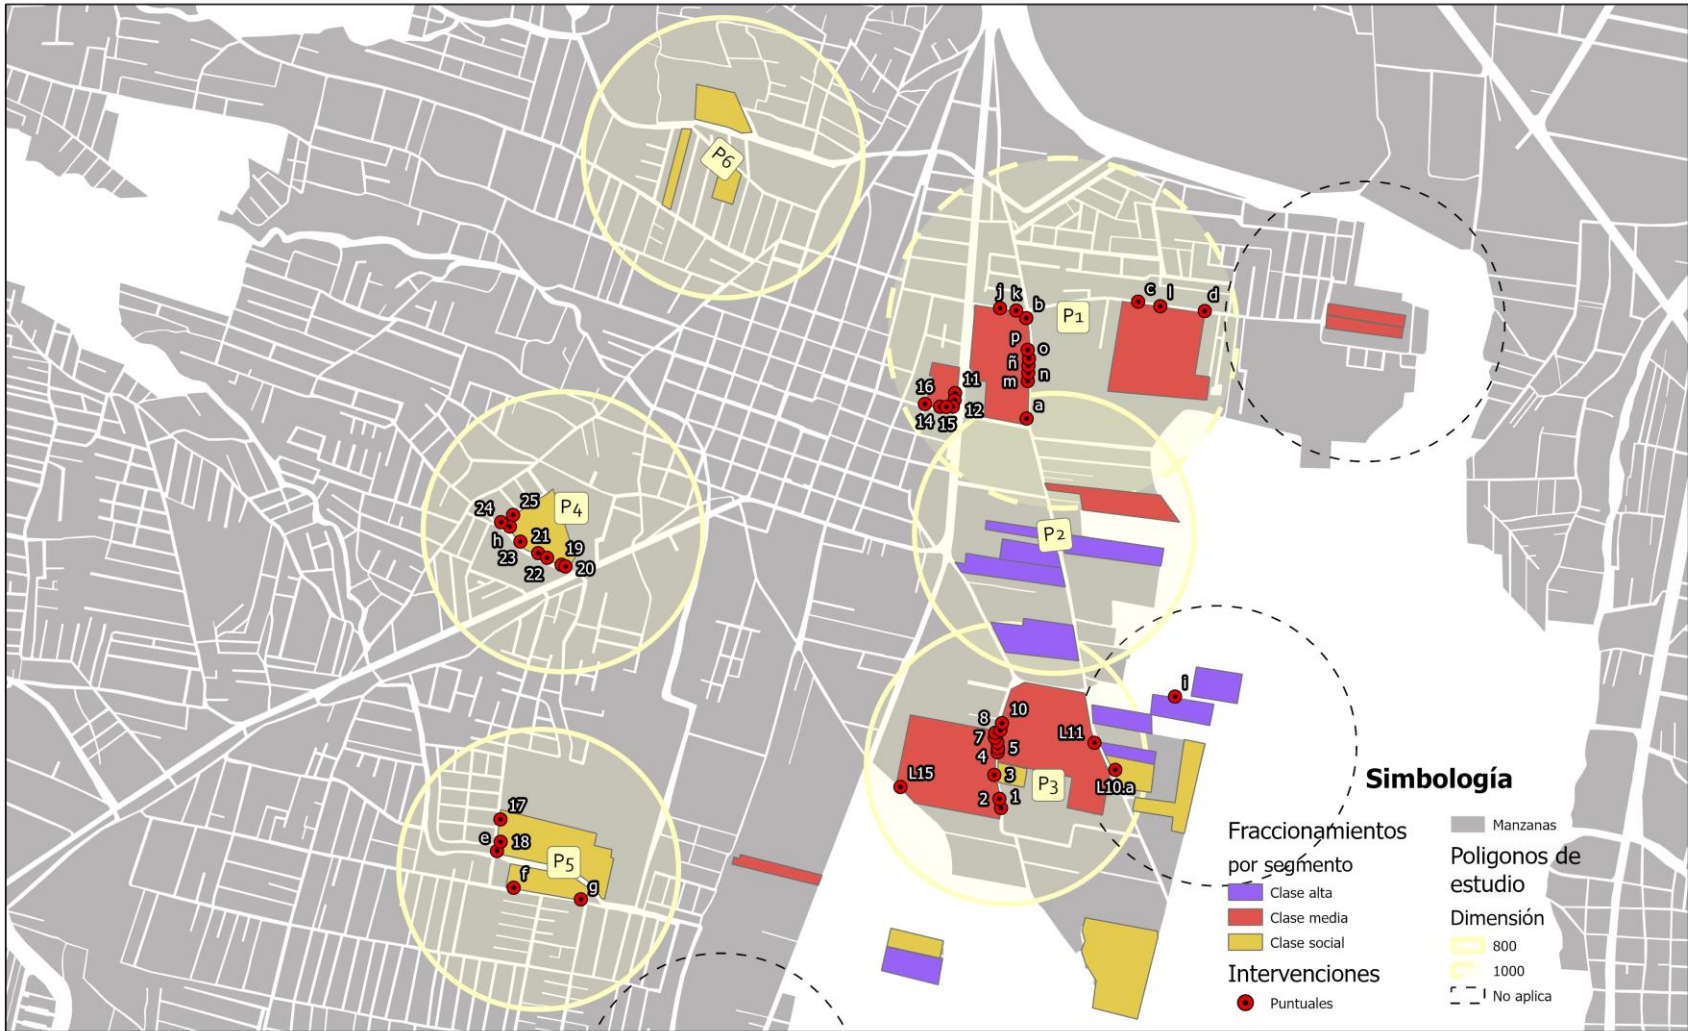 P6
j
k
b
P1
c
l
d
p
o
ñ
n
m
a
11
16
12
14
15
24
25
P4
h
21
19
23
22
20
P2
i
8
10
7
5
4
L11
L15
3
P3
L10.a
2
1
17
e
18
P5
f
g
Simbología
Fraccionamientos
por segmento
Clase alta
Clase media
Clase social
Intervenciones
Puntuales
Manzanas
Poligonos de
estudio
Dimensión
800
1000
No aplica